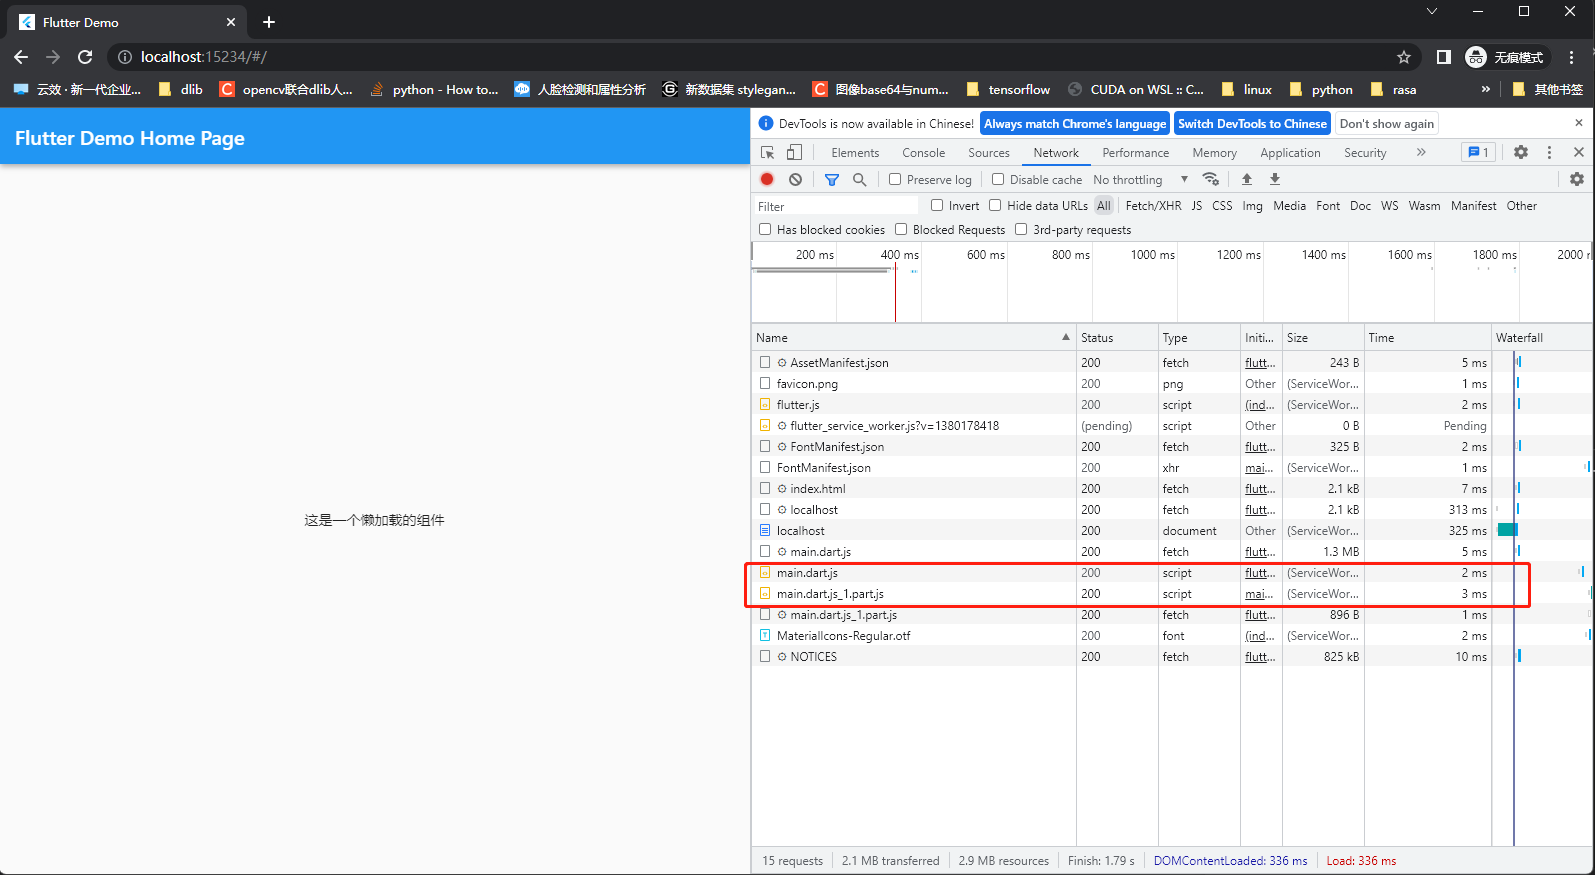 Flutter Demo
localhost:15234/#/
无痕模式
云效 · 新一代企业... dlib opencv联合dlib人... python - How to... 人脸检测和属性分析 新数据集 stylegan... 图像base64与num... tensorflow CUDA on WSL :: C... linux python rasa » 其他书签
Flutter Demo Home Page
这是一个懒加载的组件
DevTools is now available in Chinese! Always match Chrome's language Switch DevTools to Chinese Don't show again
Elements Console Sources Network Performance Memory Application Security » 1
Preserve log Disable cache No throttling
Filter Invert Hide data URLs All Fetch/XHR JS CSS Img Media Font Doc WS Wasm Manifest Other
Has blocked cookies Blocked Requests 3rd-party requests
200 ms 400 ms 600 ms 800 ms 1000 ms 1200 ms 1400 ms 1600 ms 1800 ms 2000
Name Status Type Initi... Size Time Waterfall
AssetManifest.json 200 fetch flutt... 243 B 5 ms
favicon.png 200 png Other (ServiceWor... 1 ms
flutter.js 200 script (ind... (ServiceWor... 2 ms
flutter_service_worker.js?v=1380178418 (pending) script Other 0 B Pending
FontManifest.json 200 fetch flutt... 325 B 2 ms
FontManifest.json 200 xhr mai... (ServiceWor... 1 ms
index.html 200 fetch flutt... 2.1 kB 7 ms
localhost 200 fetch flutt... 2.1 kB 313 ms
localhost 200 document Other (ServiceWor... 325 ms
main.dart.js 200 fetch flutt... 1.3 MB 5 ms
main.dart.js 200 script flutt... (ServiceWor... 2 ms
main.dart.js_1.part.js 200 script mai... (ServiceWor... 3 ms
main.dart.js_1.part.js 200 fetch flutt... 896 B 1 ms
MaterialIcons-Regular.otf 200 font (ind... (ServiceWor... 2 ms
NOTICES 200 fetch flutt... 825 kB 10 ms
15 requests 2.1 MB transferred 2.9 MB resources Finish: 1.79 s DOMContentLoaded: 336 ms Load: 336 ms